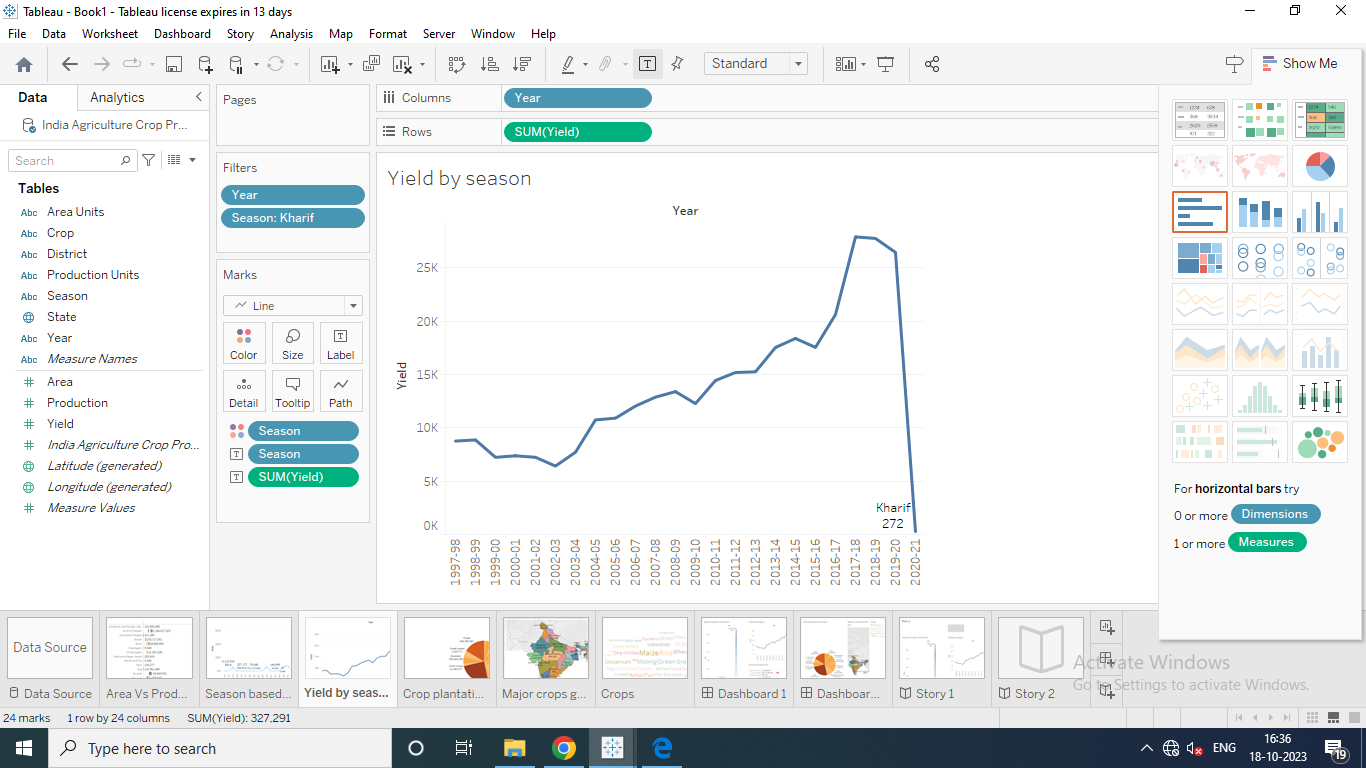 Tableau - Book1 - Tableau license expires in 13 days
File Data Worksheet Dashboard Story Analysis Map Format Server Window Help
Standard
Show Me
Data Analytics
India Agriculture Crop Pr...
Search
Tables
Abc Area Units
Abc Crop
Abc District
Abc Production Units
Abc Season
State
Abc Year
Abc Measure Names
# Area
# Production
# Yield
# India Agriculture Crop Pro...
Latitude (generated)
Longitude (generated)
# Measure Values
Pages
Filters
Year
Season: Kharif
Marks
Line
Color Size Label
Detail Tooltip Path
Season
Season
SUM(Yield)
Columns Year
Rows SUM(Yield)
Yield by season
Year
Yield
25K
20K
15K
10K
5K
0K
Kharif
272
1997-98
1998-99
1999-00
2000-01
2001-02
2002-03
2003-04
2004-05
2005-06
2006-07
2007-08
2008-09
2009-10
2010-11
2011-12
2012-13
2013-14
2014-15
2015-16
2016-17
2017-18
2018-19
2019-20
2020-21
For horizontal bars try
0 or more Dimensions
1 or more Measures
Data Source
Data Source Area Vs Prod... Season based... Yield by seas... Crop plantati... Major crops g... Crops Dashboard 1 Dashboar... Story 1 Story 2
Activate Windows
Go to Settings to activate Windows.
24 marks 1 row by 24 columns SUM(Yield): 327,291
Type here to search
ENG
16:36
18-10-2023
19